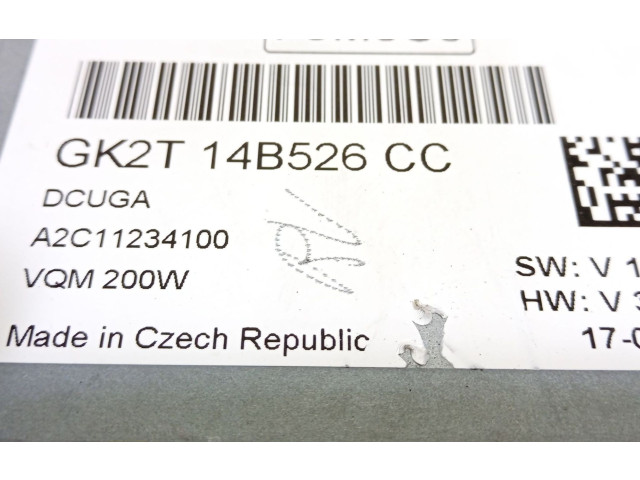 GK2T 14B526 CC
DCUGA
A2C11234100
VQM 200W
SW: V 1
HW: V 3
Made in Czech Republic
17-0